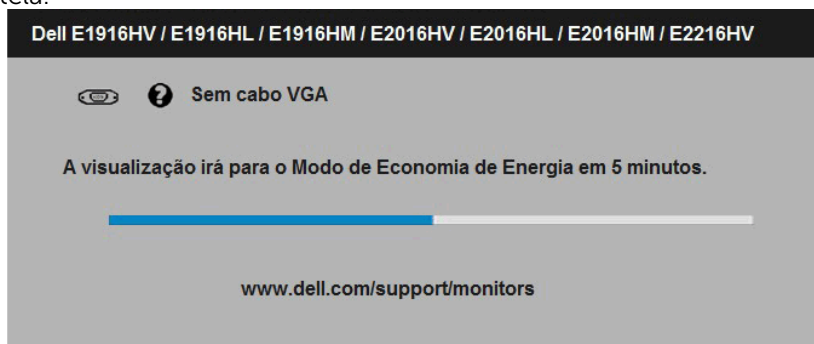 tela:
Dell E1916HV / E1916HL / E1916HM / E2016HV / E2016HL / E2016HM / E2216HV
Sem cabo VGA
A visualização irá para o Modo de Economia de Energia em 5 minutos.
www.dell.com/support/monitors